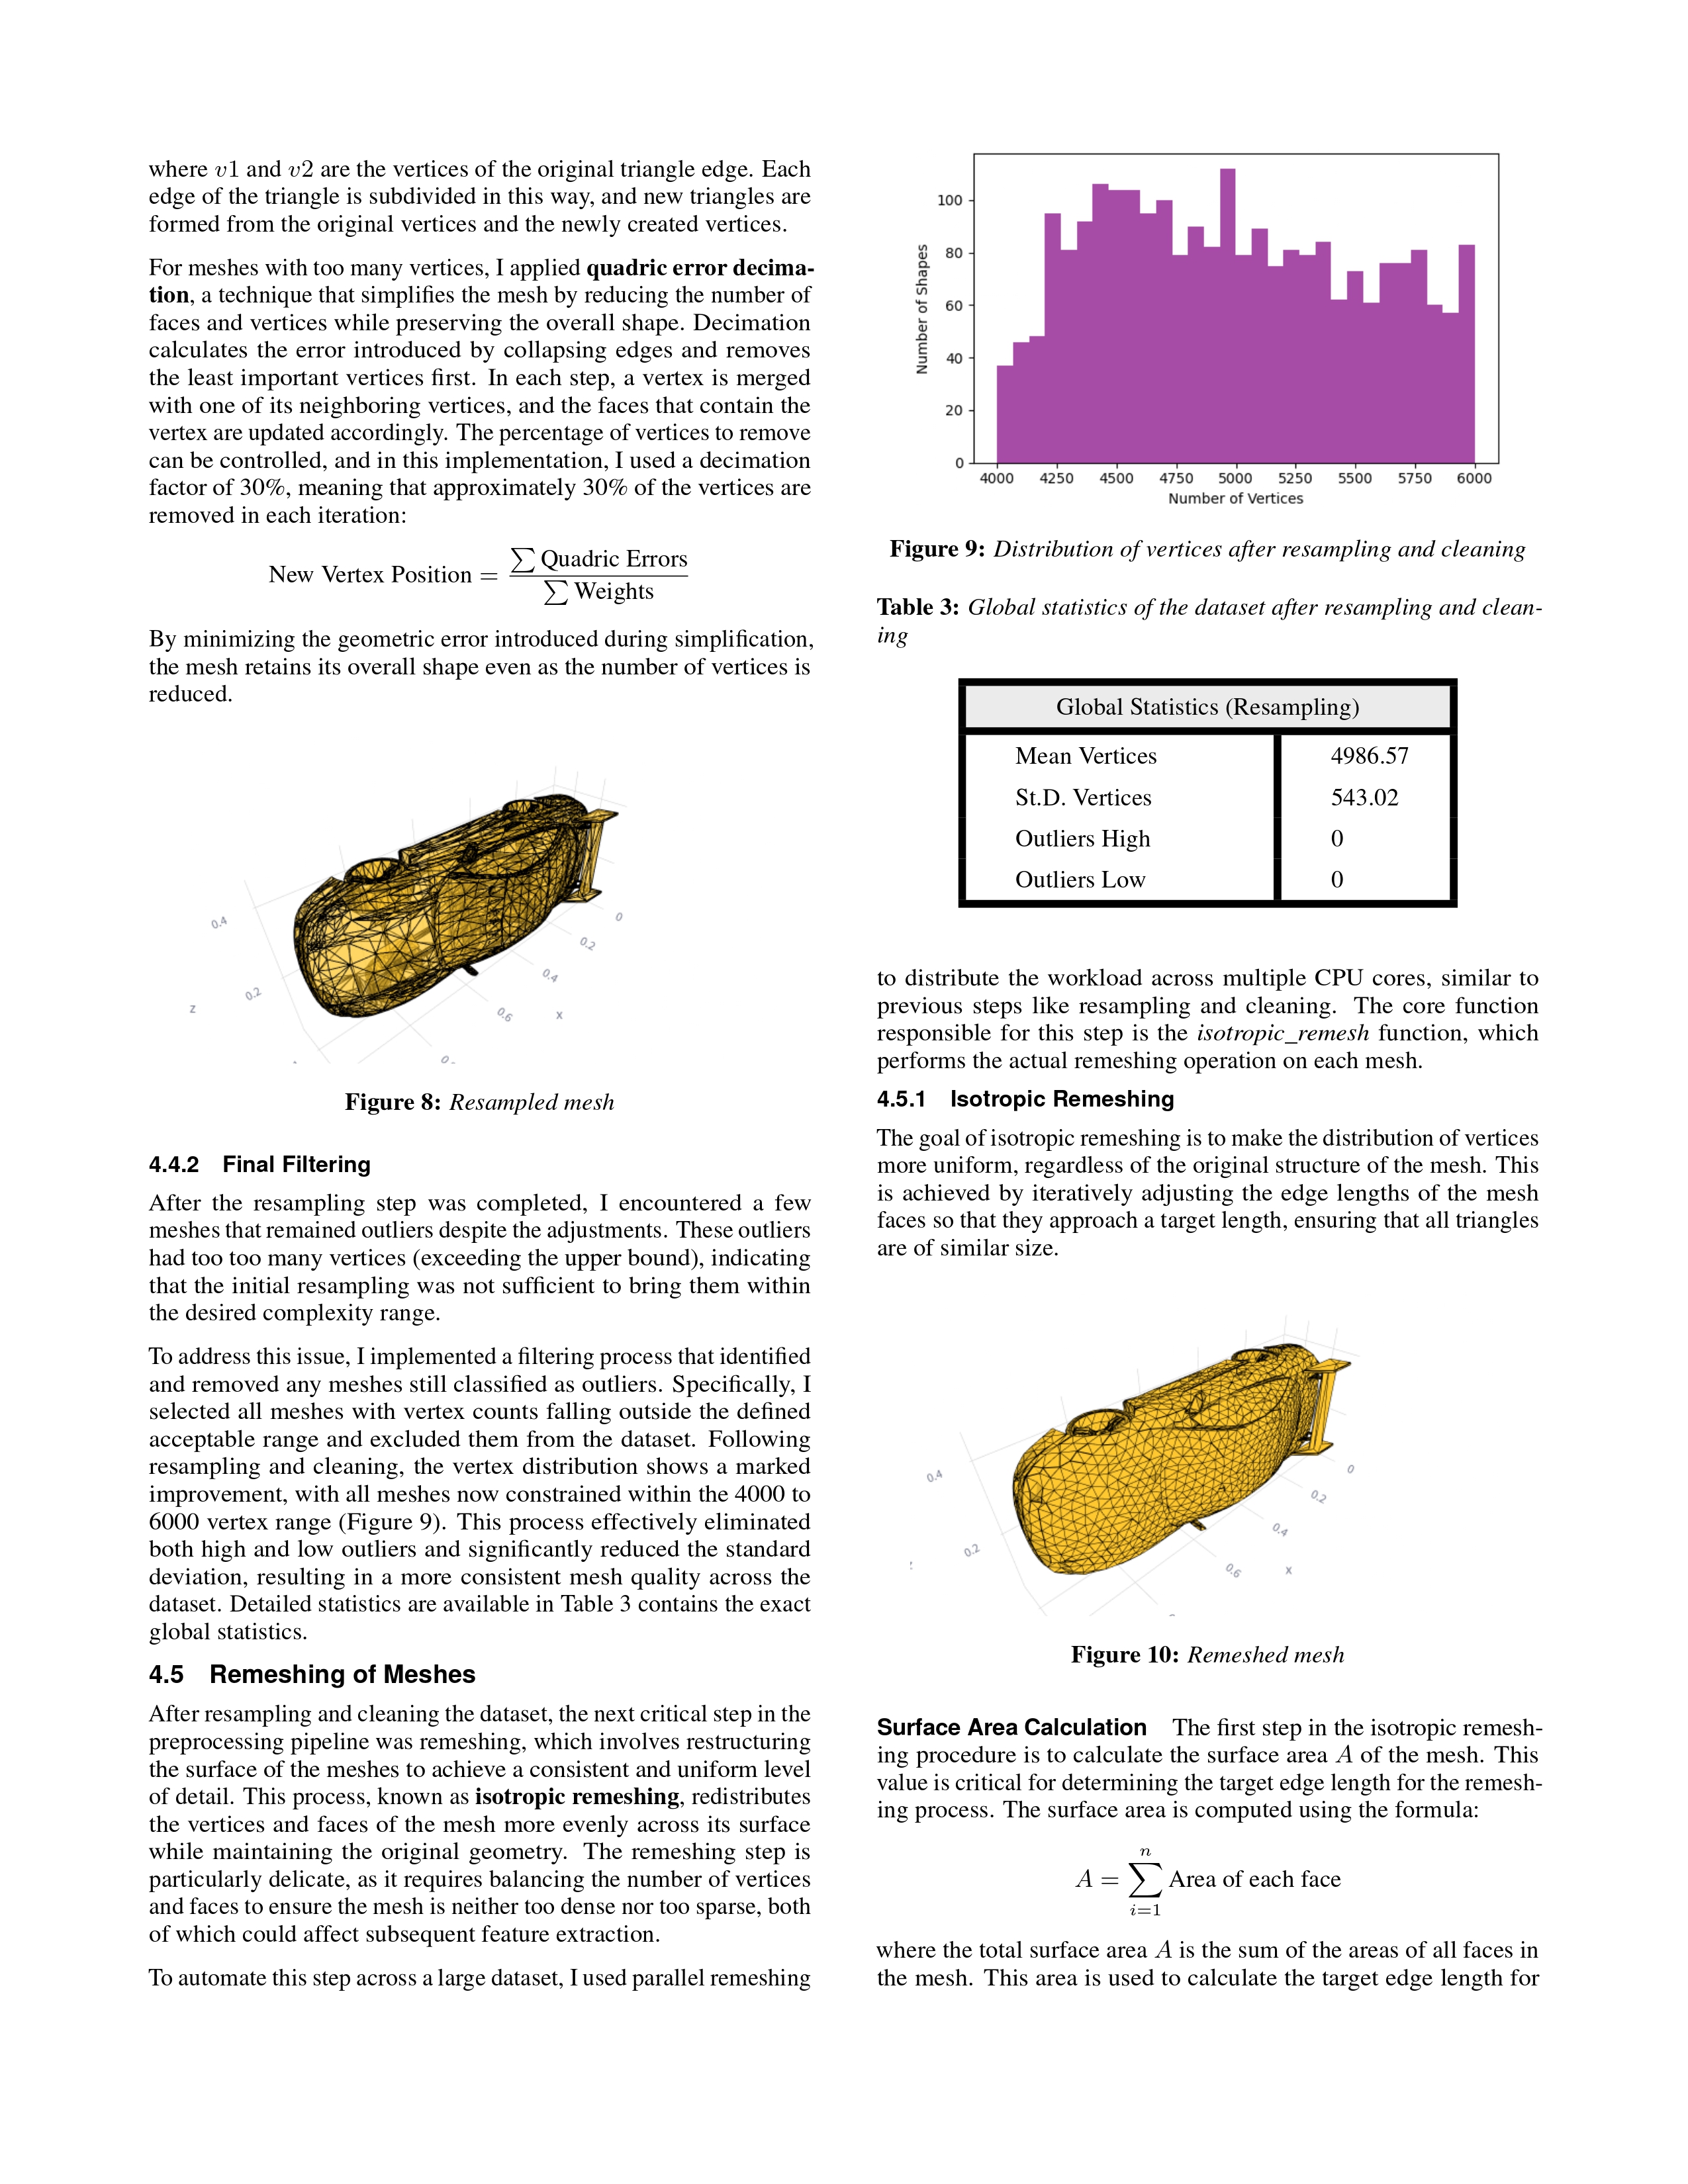 where v1 and v2 are the vertices of the original triangle edge. Each
edge of the triangle is subdivided in this way, and new triangles are
formed from the original vertices and the newly created vertices.
For meshes with too many vertices, I applied quadric error decima-
tion, a technique that simplifies the mesh by reducing the number of
faces and vertices while preserving the overall shape. Decimation
calculates the error introduced by collapsing edges and removes
the least important vertices first. In each step, a vertex is merged
with one of its neighboring vertices, and the faces that contain the
vertex are updated accordingly. The percentage of vertices to remove
can be controlled, and in this implementation, I used a decimation
factor of 30%, meaning that approximately 30% of the vertices are
removed in each iteration:
New Vertex Position = ∑ Quadric Errors / ∑ Weights
By minimizing the geometric error introduced during simplification,
the mesh retains its overall shape even as the number of vertices is
reduced.
0.4
0.2
z
0
0.2
0.4
0.6
x
Figure 8: Resampled mesh
4.4.2 Final Filtering
After the resampling step was completed, I encountered a few
meshes that remained outliers despite the adjustments. These outliers
had too too many vertices (exceeding the upper bound), indicating
that the initial resampling was not sufficient to bring them within
the desired complexity range.
To address this issue, I implemented a filtering process that identified
and removed any meshes still classified as outliers. Specifically, I
selected all meshes with vertex counts falling outside the defined
acceptable range and excluded them from the dataset. Following
resampling and cleaning, the vertex distribution shows a marked
improvement, with all meshes now constrained within the 4000 to
6000 vertex range (Figure 9). This process effectively eliminated
both high and low outliers and significantly reduced the standard
deviation, resulting in a more consistent mesh quality across the
dataset. Detailed statistics are available in Table 3 contains the exact
global statistics.
4.5 Remeshing of Meshes
After resampling and cleaning the dataset, the next critical step in the
preprocessing pipeline was remeshing, which involves restructuring
the surface of the meshes to achieve a consistent and uniform level
of detail. This process, known as isotropic remeshing, redistributes
the vertices and faces of the mesh more evenly across its surface
while maintaining the original geometry. The remeshing step is
particularly delicate, as it requires balancing the number of vertices
and faces to ensure the mesh is neither too dense nor too sparse, both
of which could affect subsequent feature extraction.
To automate this step across a large dataset, I used parallel remeshing
100
80
60
40
20
0
Number of Shapes
4000 4250 4500 4750 5000 5250 5500 5750 6000
Number of Vertices
Figure 9: Distribution of vertices after resampling and cleaning
Table 3: Global statistics of the dataset after resampling and clean-
ing
Global Statistics (Resampling)
Mean Vertices 4986.57
St.D. Vertices 543.02
Outliers High 0
Outliers Low 0
to distribute the workload across multiple CPU cores, similar to
previous steps like resampling and cleaning. The core function
responsible for this step is the isotropic_remesh function, which
performs the actual remeshing operation on each mesh.
4.5.1 Isotropic Remeshing
The goal of isotropic remeshing is to make the distribution of vertices
more uniform, regardless of the original structure of the mesh. This
is achieved by iteratively adjusting the edge lengths of the mesh
faces so that they approach a target length, ensuring that all triangles
are of similar size.
0.4
0.2
0
0.2
0.4
0.6
x
Figure 10: Remeshed mesh
Surface Area Calculation The first step in the isotropic remesh-
ing procedure is to calculate the surface area A of the mesh. This
value is critical for determining the target edge length for the remesh-
ing process. The surface area is computed using the formula:
A = ∑ i=1 n Area of each face
where the total surface area A is the sum of the areas of all faces in
the mesh. This area is used to calculate the target edge length for